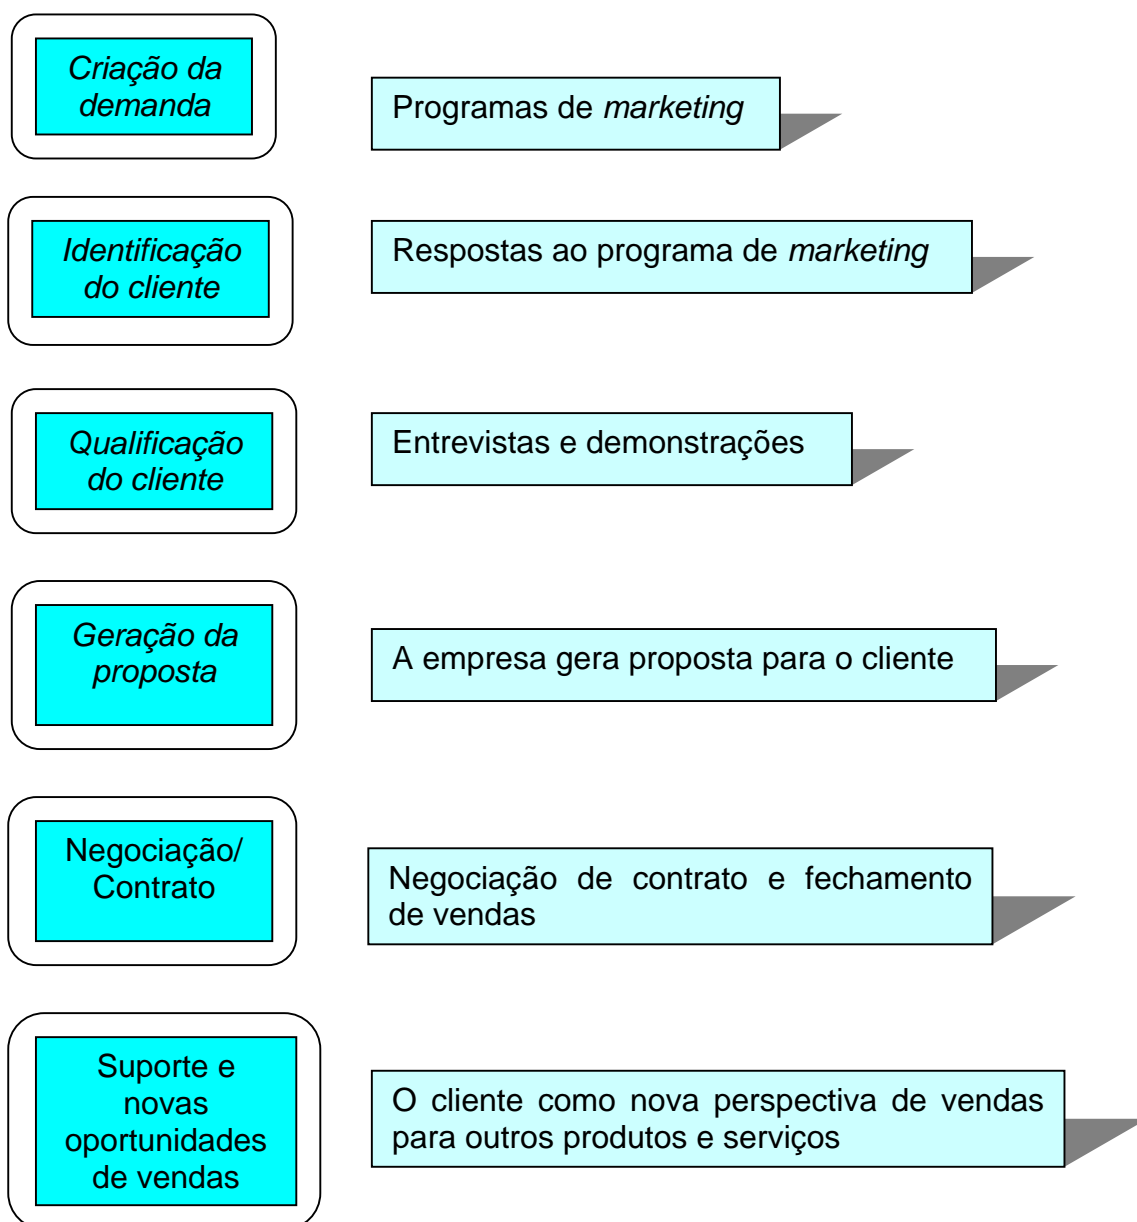 Criação da
demanda
Programas de marketing
Identificação
do cliente
Respostas ao programa de marketing
Qualificação
do cliente
Entrevistas e demonstrações
Geração da
proposta
A empresa gera proposta para o cliente
Negociação/
Contrato
Negociação de contrato e fechamento
de vendas
Suporte e
novas
oportunidades
de vendas
O cliente como nova perspectiva de vendas
para outros produtos e serviços